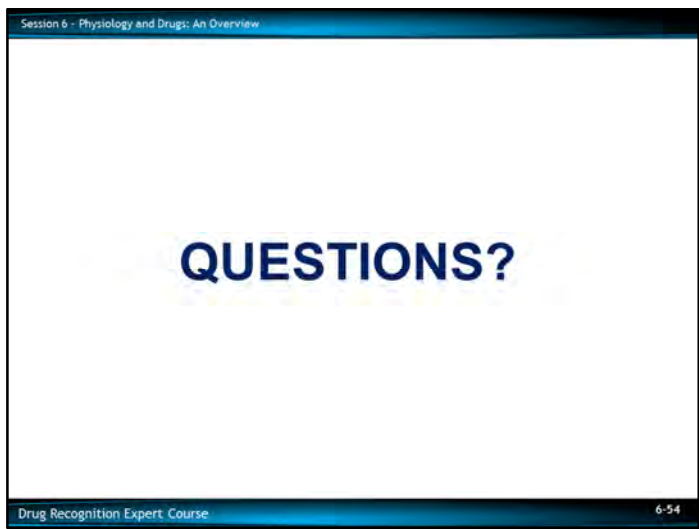 Session 6 - Physiology and Drugs: An Overview
QUESTIONS?
Drug Recognition Expert Course
6-54